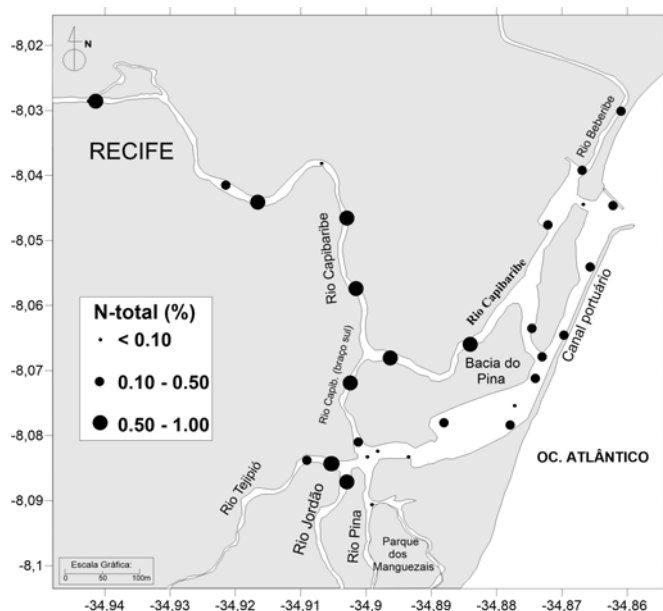 -8,02
-8,03
-8,04
-8,05
-8,06
-8,07
-8,08
-8,09
-8,1
N
RECIFE
Rio Beberibe
Rio Capibaribe
Rio Capibaribe
Canal portuário
N-total (%)
< 0.10
0.10 - 0.50
0.50 - 1.00
Rio Capib. (braço sul)
Bacia do
Pina
OC. ATLÂNTICO
Rio Tejipió
Rio Jordão
Rio Pina
Parque
dos
Manguezais
Escala Gráfica:
0 50 100m
-34.94 -34.93 -34.92 -34.91 -34.9 -34.89 -34.88 -34.87 -34.86